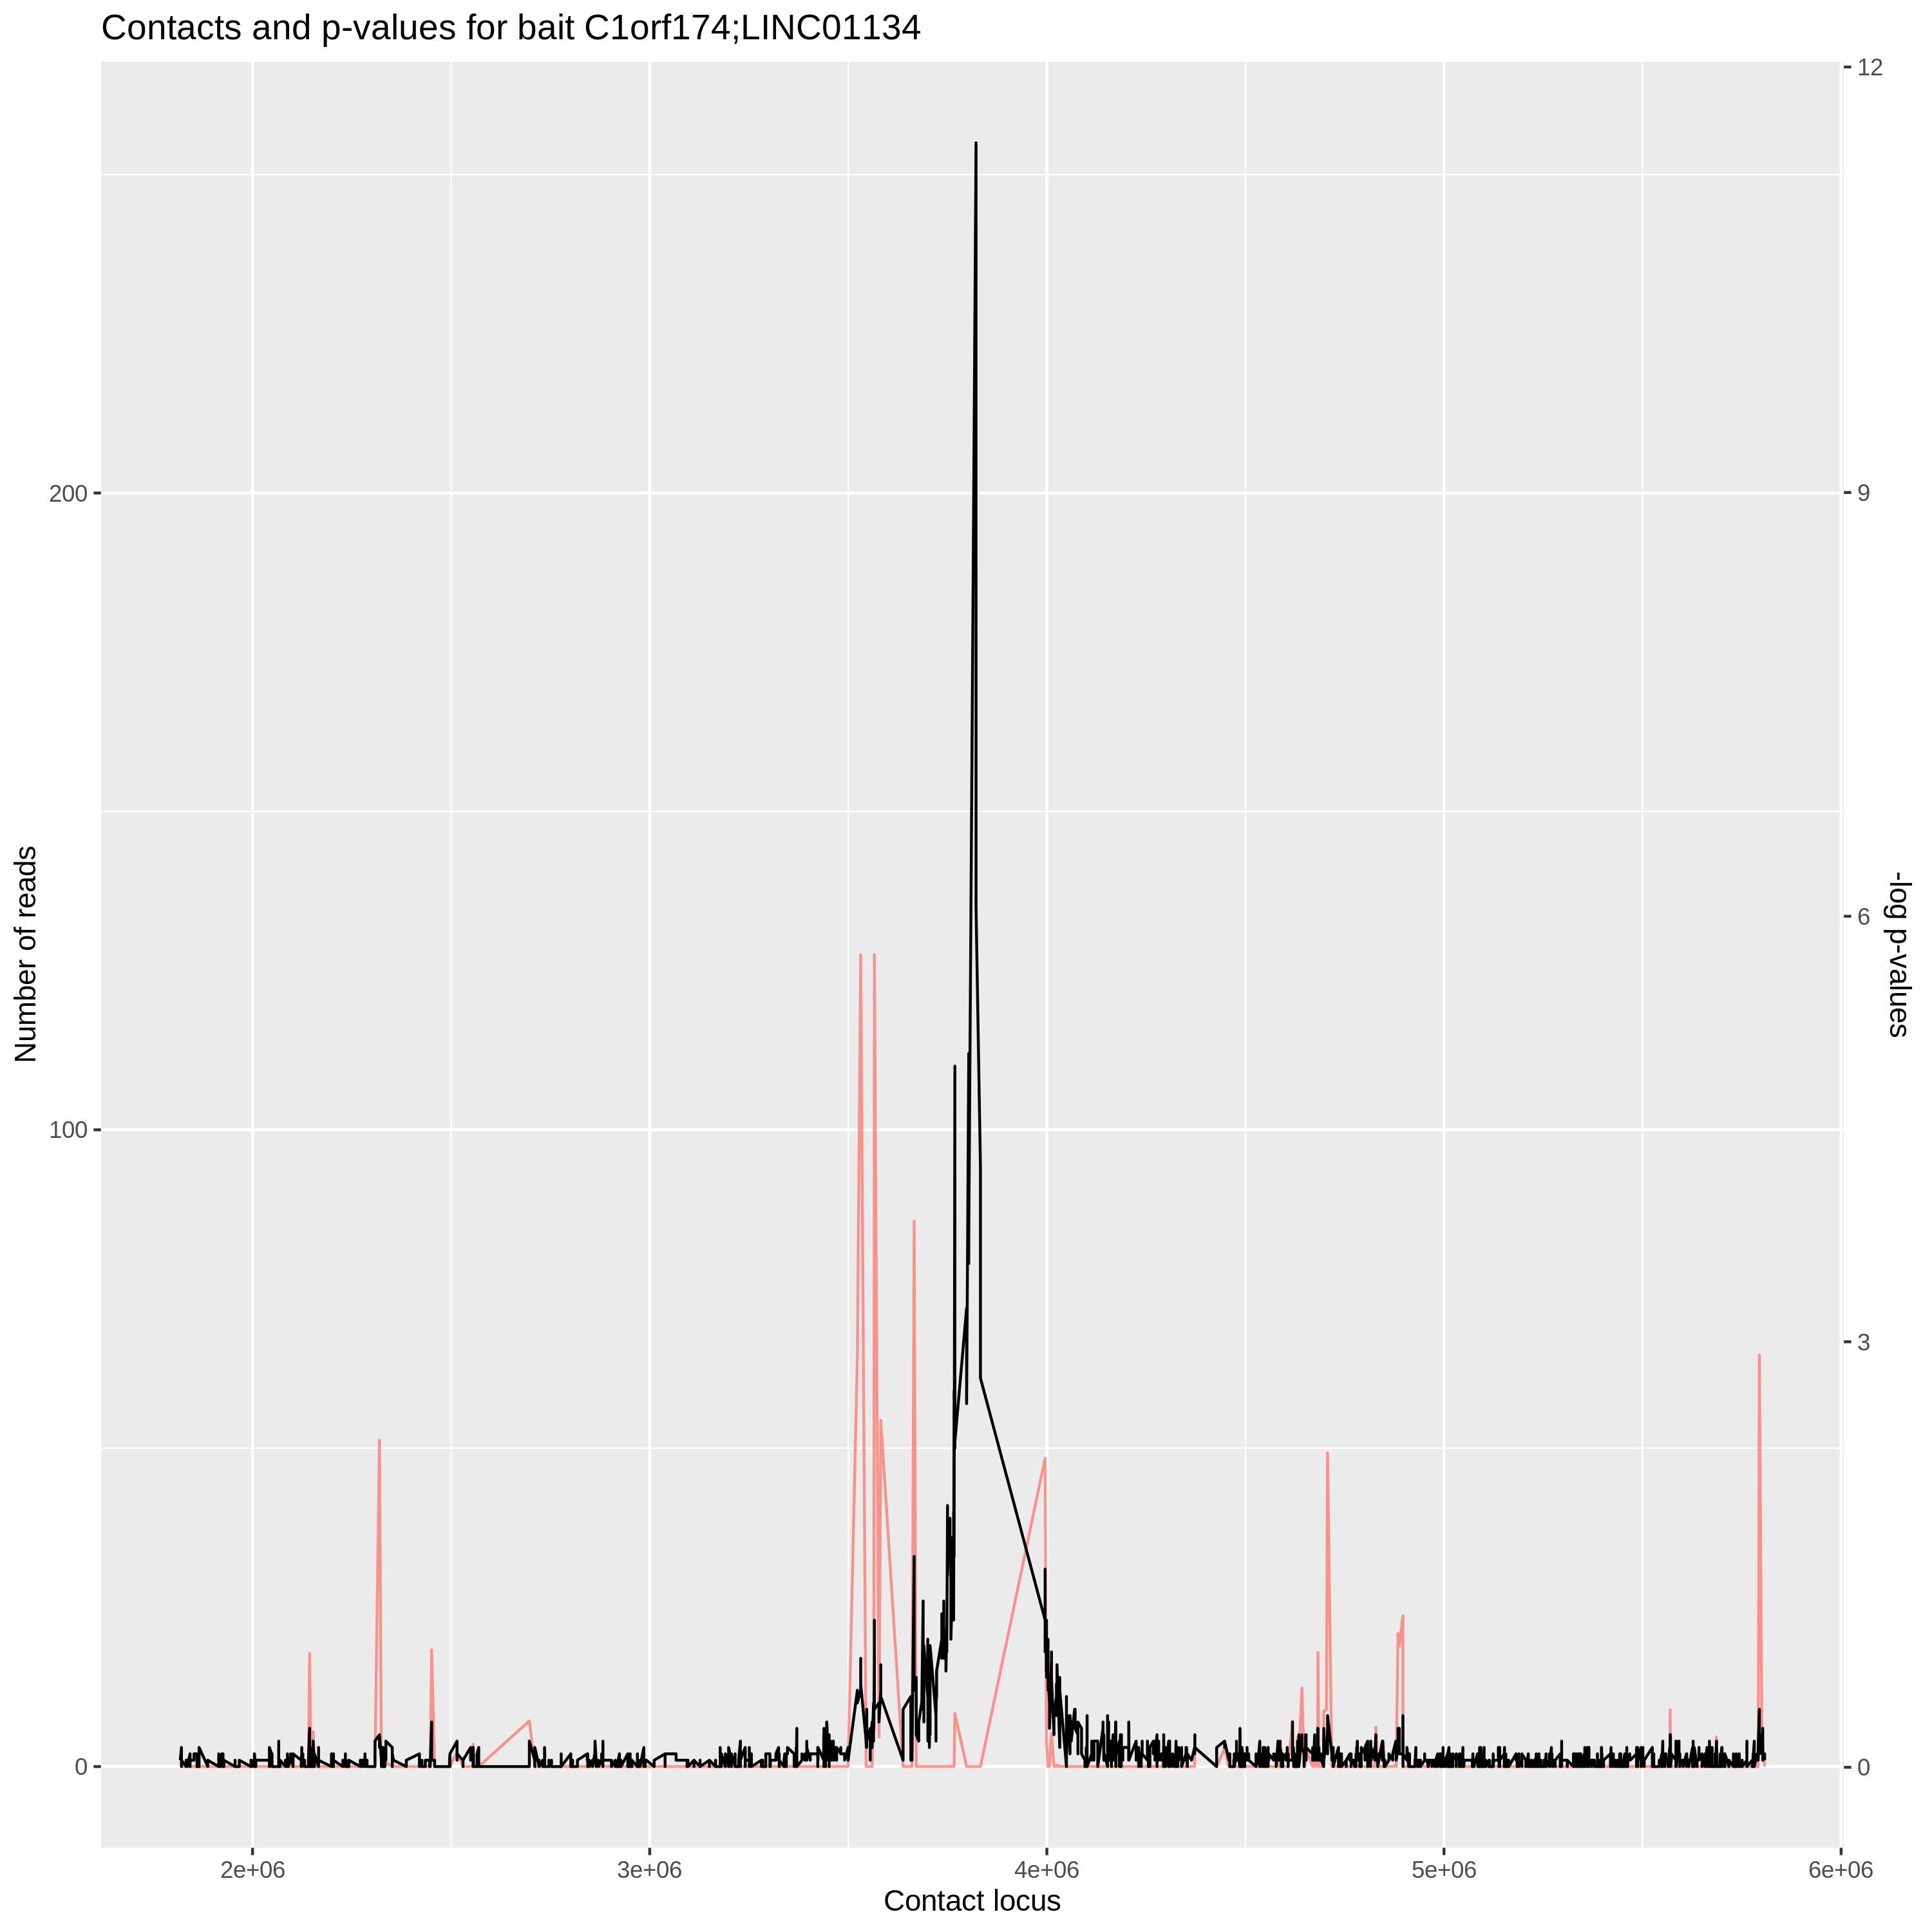 Contacts and p-values for bait C1orf174;LINC01134
12
200
9
Number of reads
-log p-values
6
100
3
0
0
2e+06
3e+06
4e+06
5e+06
6e+06
Contact locus